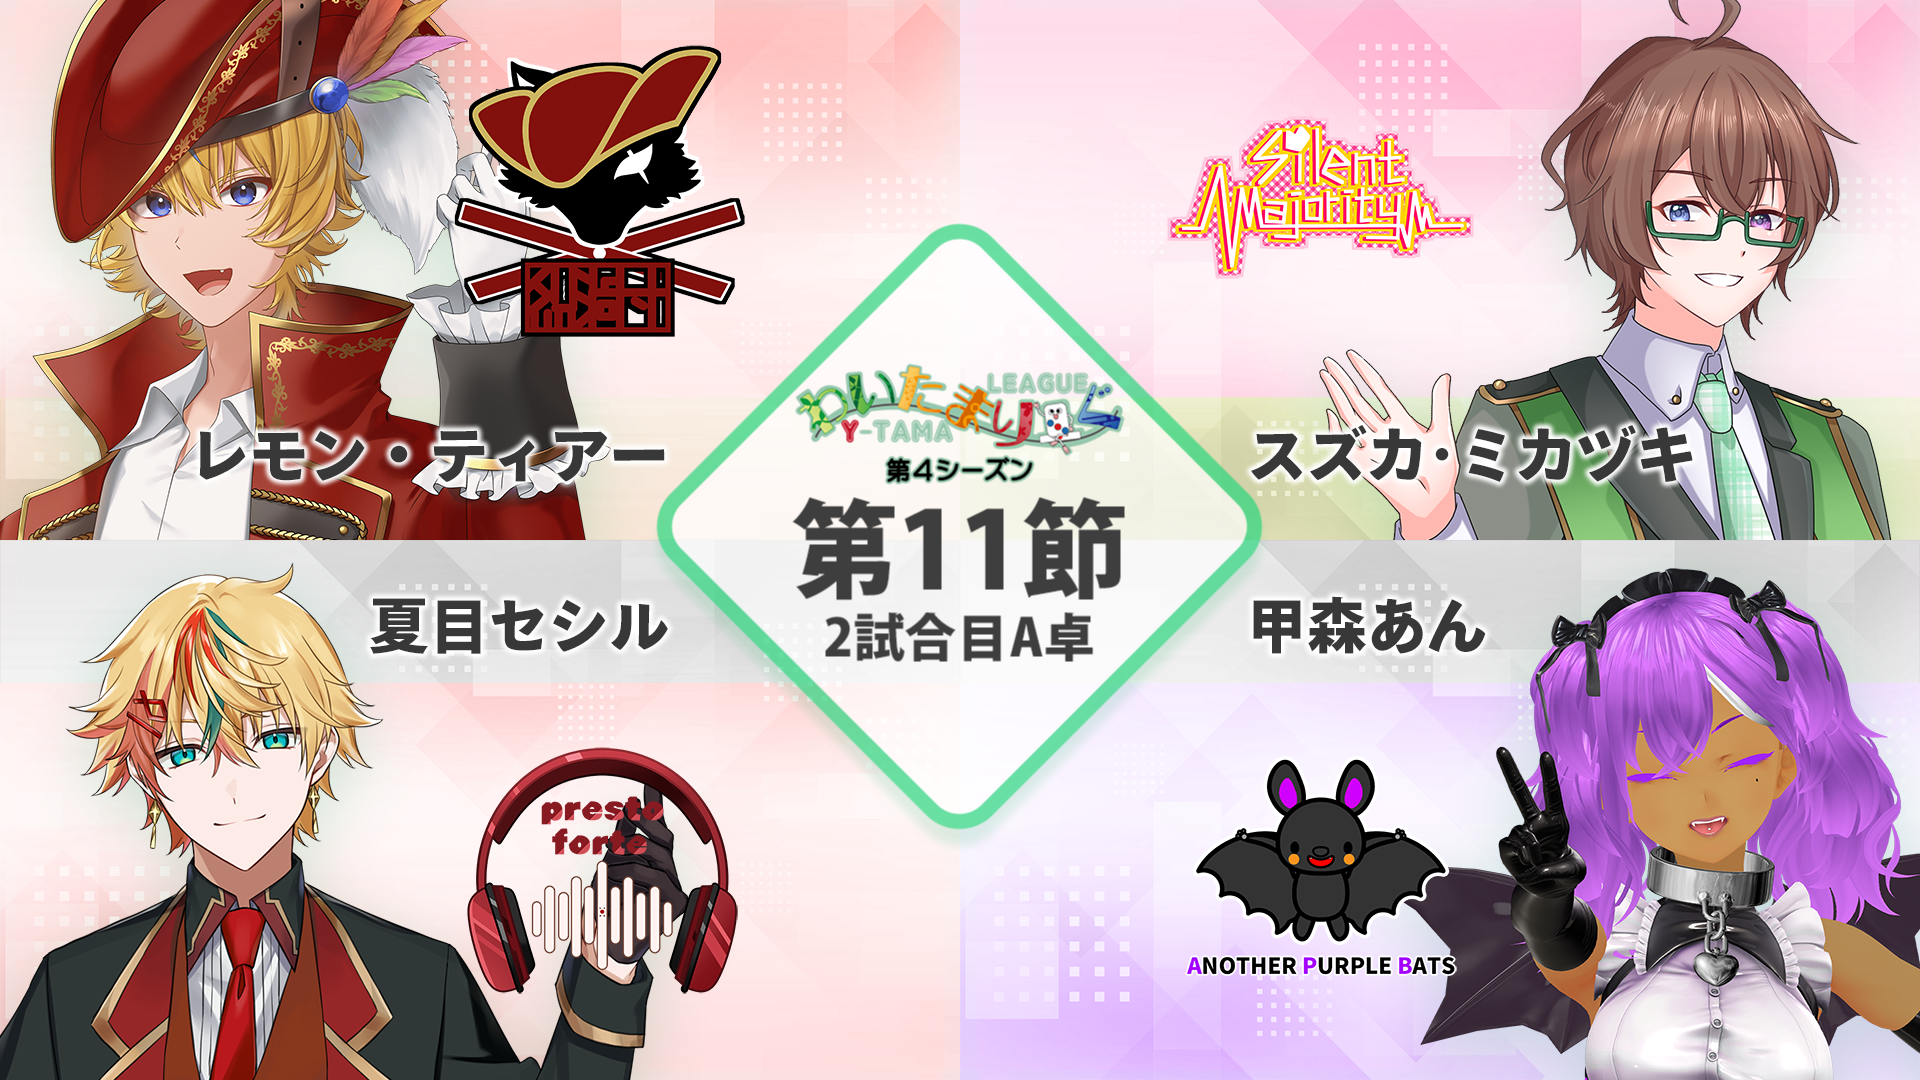 Silent
Majority
わいたまりーぐ
LEAGUE
Y-TAMA
第4シーズン
第11節
2試合目A卓
レモン・ティアー
スズカ・ミカヅキ
夏目セシル
甲森あん
presto
forte
ANOTHER PURPLE BATS